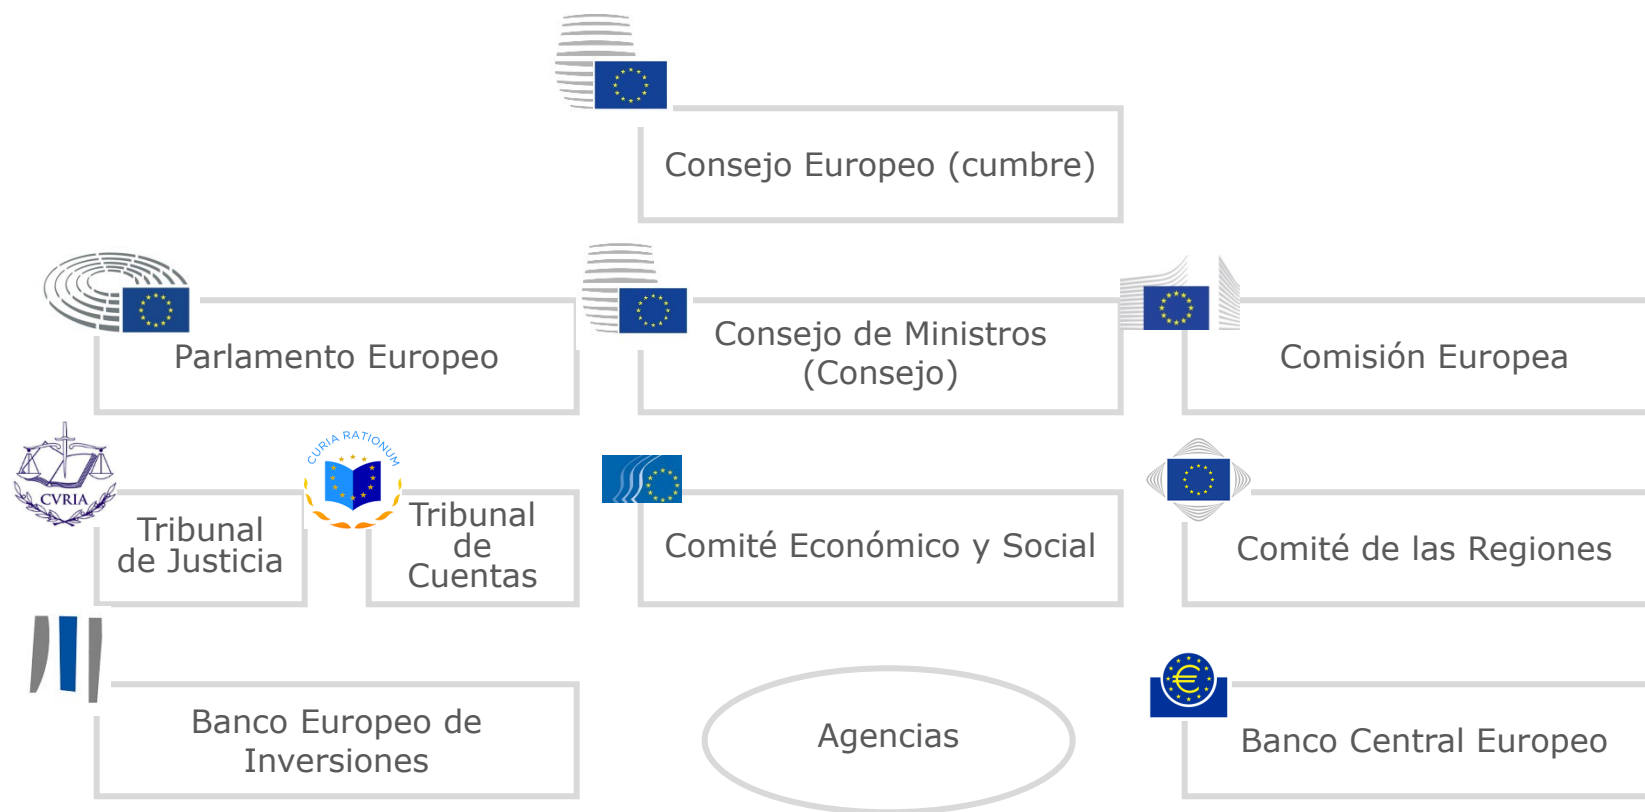 Consejo Europeo (cumbre)
Parlamento Europeo
Consejo de Ministros
(Consejo)
Comisión Europea
CVRIA
Tribunal
de Justicia
CURIA RATIONUM
Tribunal
de
Cuentas
Comité Económico y Social
Comité de las Regiones
Banco Europeo de
Inversiones
Agencias
€
Banco Central Europeo